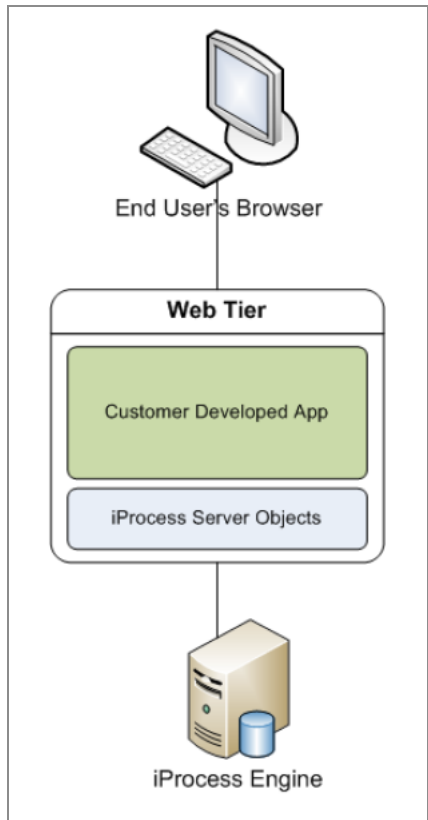 End User's Browser
Web Tier
Customer Developed App
iProcess Server Objects
iProcess Engine